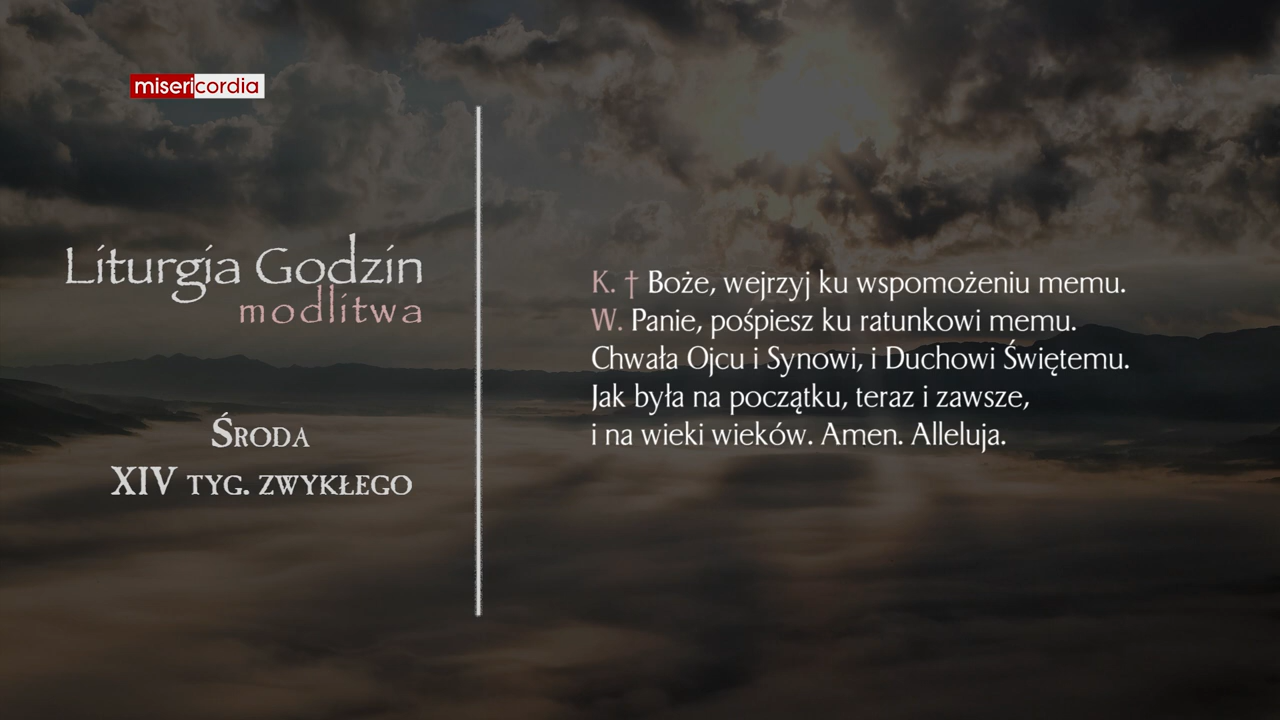 misericordia
Liturgia Godzin
modlitwa
Środa
XIV tyg. zwykłego
K. † Boże, wejrzyj ku wspomożeniu memu.
W. Panie, pośpiesz ku ratunkowi memu.
Chwała Ojcu i Synowi, i Duchowi Świętemu.
Jak była na początku, teraz i zawsze,
i na wieki wieków. Amen. Alleluja.